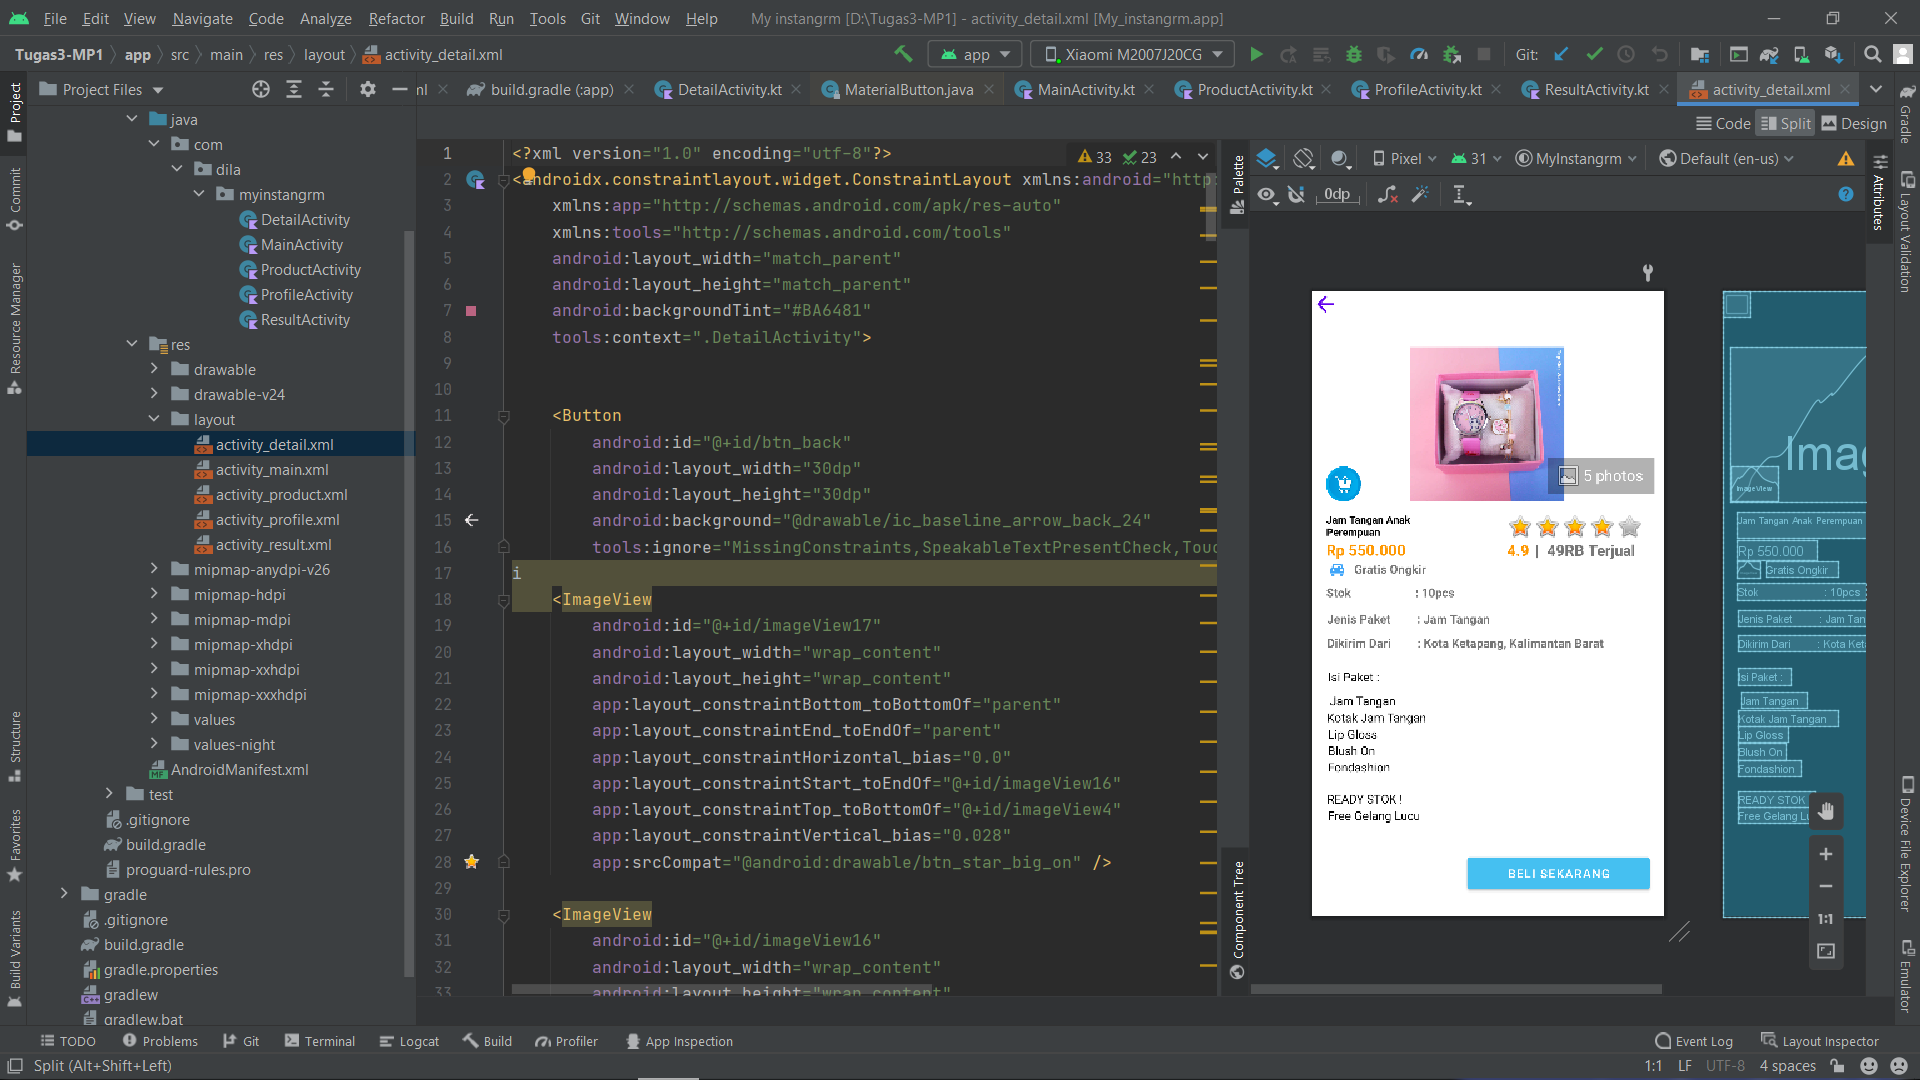 File Edit View Navigate Code Analyze Refactor Build Run Tools Git Window Help My instangrm [D:\Tugas3-MP1] - activity_detail.xml [My_instangrm.app]
Tugas3-MP1 app src main res layout activity_detail.xml app Xiaomi M2007J20CG Git:
Project Files
ml build.gradle (:app) DetailActivity.kt MaterialButton.java MainActivity.kt ProductActivity.kt ProfileActivity.kt ResultActivity.kt activity_detail.xml
Code Split Design
Project
Commit
Resource Manager
Structure
Favorites
Build Variants
java
com
dila
myinstangrm
DetailActivity
MainActivity
ProductActivity
ProfileActivity
ResultActivity
res
drawable
drawable-v24
layout
activity_detail.xml
activity_main.xml
activity_product.xml
activity_profile.xml
activity_result.xml
mipmap-anydpi-v26
mipmap-hdpi
mipmap-mdpi
mipmap-xhdpi
mipmap-xxhdpi
mipmap-xxxhdpi
values
values-night
AndroidManifest.xml
test
.gitignore
build.gradle
proguard-rules.pro
gradle
.gitignore
build.gradle
gradle.properties
gradlew
gradlew.bat
33 23
1 <?xml version="1.0" encoding="utf-8"?>
2 <androidx.constraintlayout.widget.ConstraintLayout xmlns:android="http:
3 xmlns:app="http://schemas.android.com/apk/res-auto"
4 xmlns:tools="http://schemas.android.com/tools"
5 android:layout_width="match_parent"
6 android:layout_height="match_parent"
7 android:backgroundTint="#BA6481"
8 tools:context=".DetailActivity">
9
10
11 <Button
12 android:id="@+id/btn_back"
13 android:layout_width="30dp"
14 android:layout_height="30dp"
15 android:background="@drawable/ic_baseline_arrow_back_24"
16 tools:ignore="MissingConstraints,SpeakableTextPresentCheck,Touc
17 i
18 <ImageView
19 android:id="@+id/imageView17"
20 android:layout_width="wrap_content"
21 android:layout_height="wrap_content"
22 app:layout_constraintBottom_toBottomOf="parent"
23 app:layout_constraintEnd_toEndOf="parent"
24 app:layout_constraintHorizontal_bias="0.0"
25 app:layout_constraintStart_toEndOf="@+id/imageView16"
26 app:layout_constraintTop_toBottomOf="@+id/imageView4"
27 app:layout_constraintVertical_bias="0.028"
28 app:srcCompat="@android:drawable/btn_star_big_on" />
29
30 <ImageView
31 android:id="@+id/imageView16"
32 android:layout_width="wrap_content"
33 android:layout_height="wrap_content"
Palette
Component Tree
Pixel 31 MyInstangrm Default (en-us)
0dp
5 photos
Jam Tangan Anak
Perempuan
Rp 550.000
4.9 | 49RB Terjual
Gratis Ongkir
Stok : 10pcs
Jenis Paket : Jam Tangan
Dikirim Dari : Kota Ketapang, Kalimantan Barat
Isi Paket :
Jam Tangan
Kotak Jam Tangan
Lip Gloss
Blush On
Fondashion
READY STOK !
Free Gelang Lucu
BELI SEKARANG
Imag
ImageView
Jam Tangan Anak Perempuan
Rp 550.000
Gratis Ongkir
Stok : 10pcs
Jenis Paket : Jam Tan
Dikirim Dari : Kota Ket
Isi Paket :
Jam Tangan
Kotak Jam Tangan
Lip Gloss
Blush On
Fondashion
READY STOK
Free Gelang Lu
1:1
Attributes
Gradle
Layout Validation
Device File Explorer
Emulator
TODO Problems Git Terminal Logcat Build Profiler App Inspection Event Log Layout Inspector
Split (Alt+Shift+Left) 1:1 LF UTF-8 4 spaces